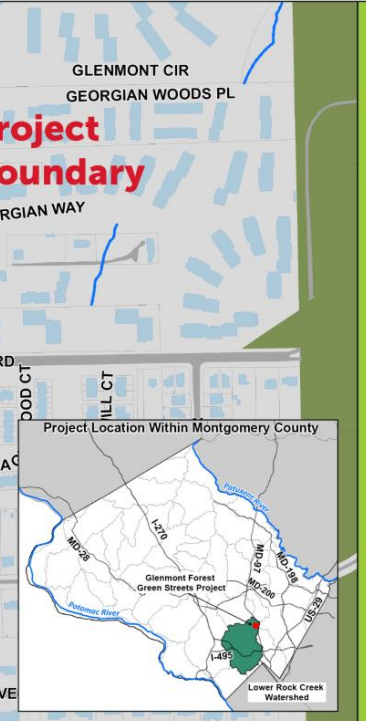 GLENMONT CIR
GEORGIAN WOODS PL
roject
oundary
RGIAN WAY
RD
OOD CT
ILL CT
Project Location Within Montgomery County
Patuxent River
I-270
MD-28
MD-97
MD-198
Glenmont Forest
Green Streets Project
MD-200
US-29
Potomac River
I-495
Lower Rock Creek
Watershed
VE